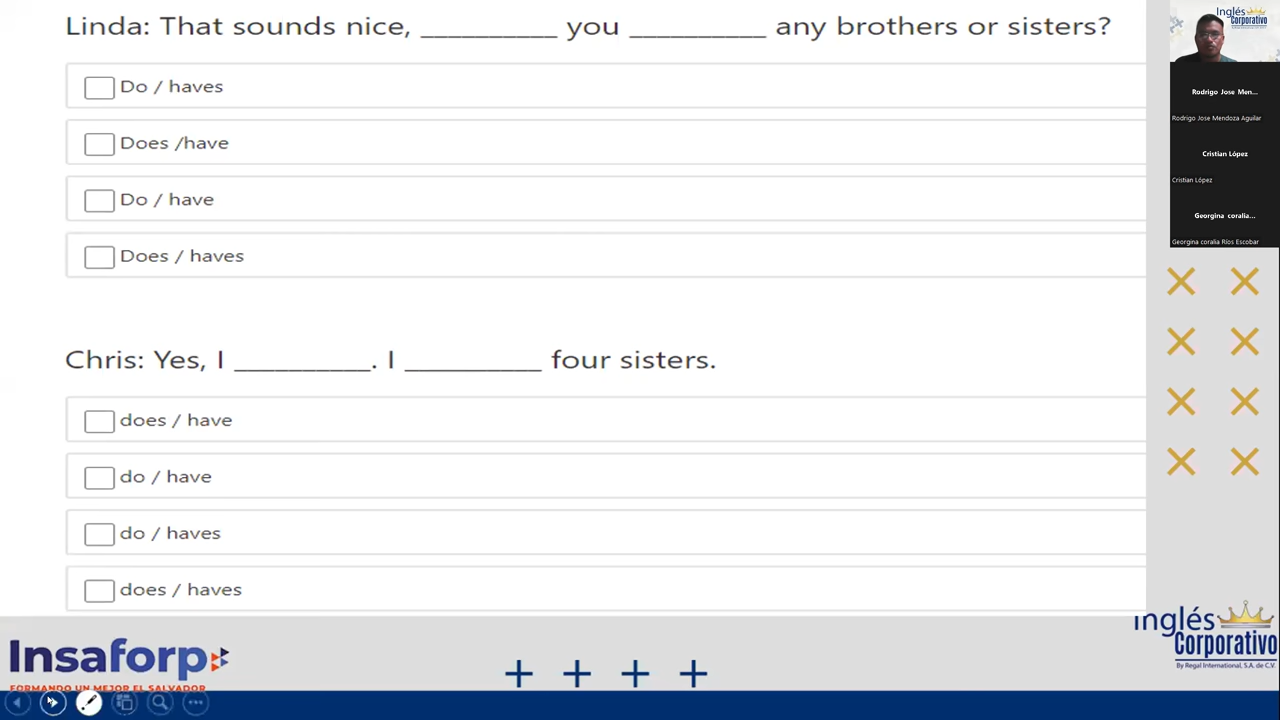 Linda: That sounds nice, __________ you __________ any brothers or sisters?
Do / haves
Does /have
Do / have
Does / haves
Chris: Yes, I __________. I __________ four sisters.
does / have
do / have
do / haves
does / haves
Inglés
Corporativo
Rodrigo Jose Men...
Rodrigo Jose Mendoza Aguilar
Cristian López
Cristian López
Georgina coralia...
Georgina coralia Ríos Escobar
Insaforp
FORMANDO UN MEJOR EL SALVADOR
Inglés
Corporativo
By Regal International, S.A. de C.V.